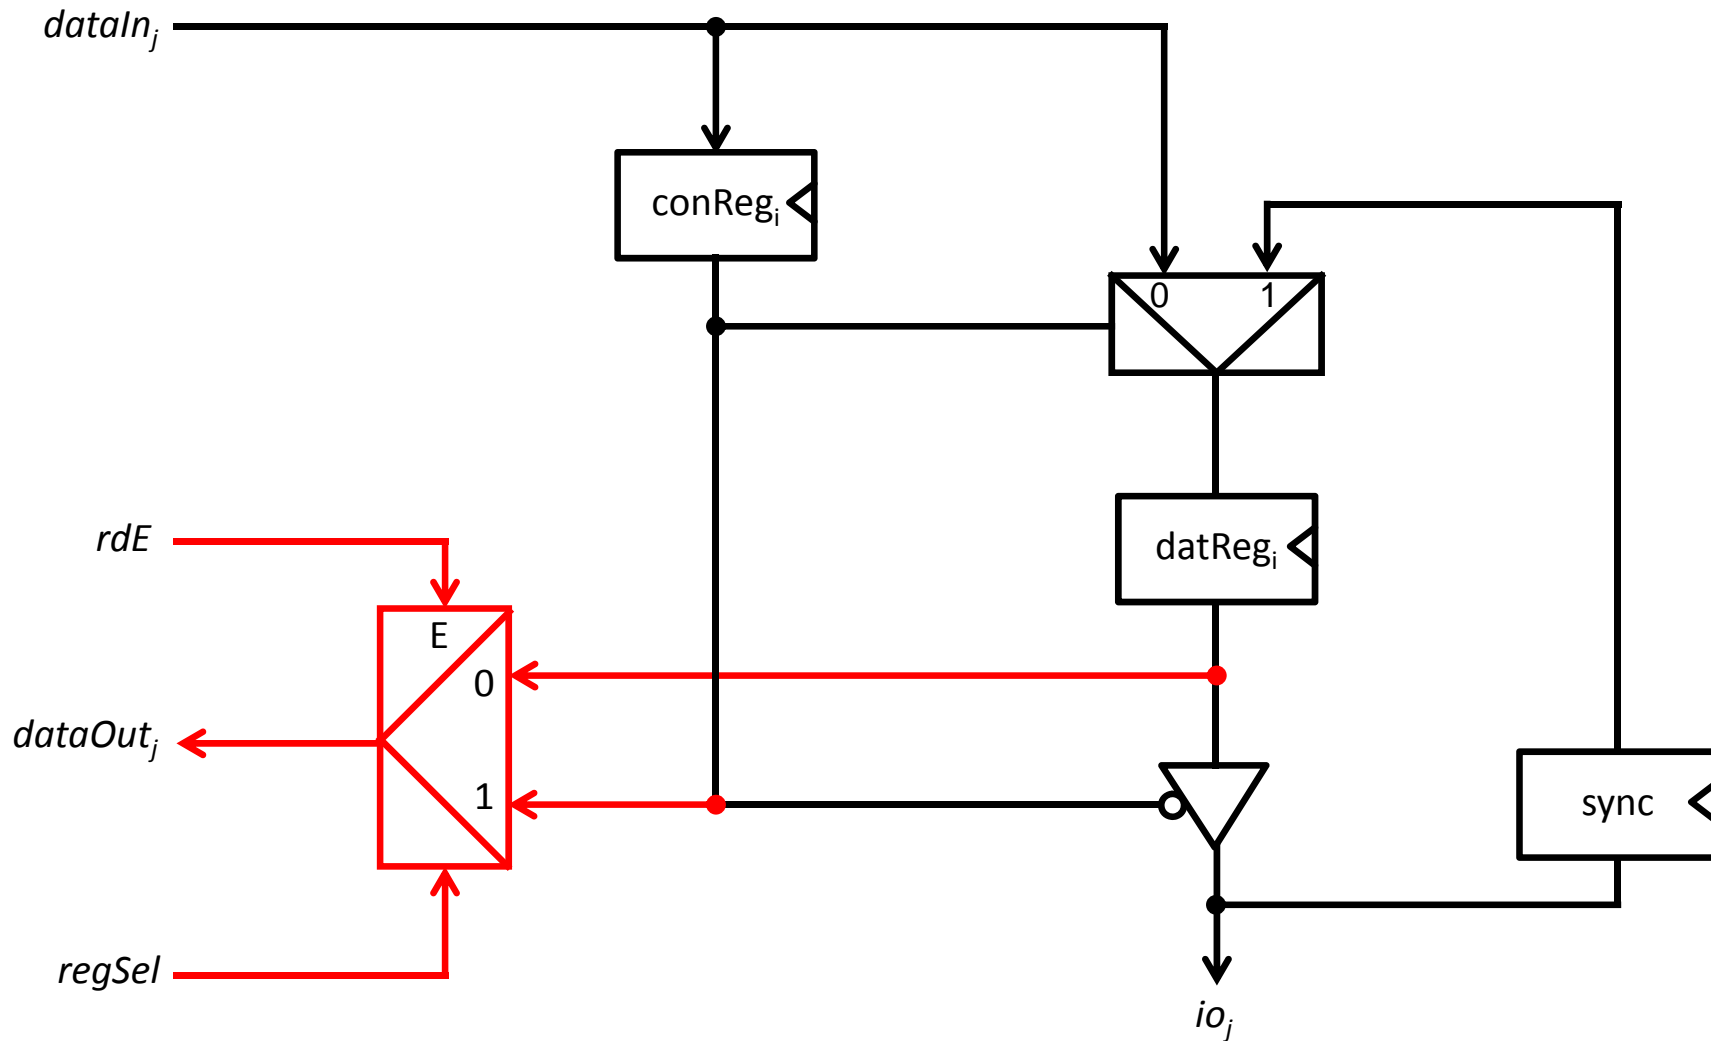 dataInj
conRegi
0 1
rdE
datRegi
E
0
dataOutj
1
sync
regSel
ioj